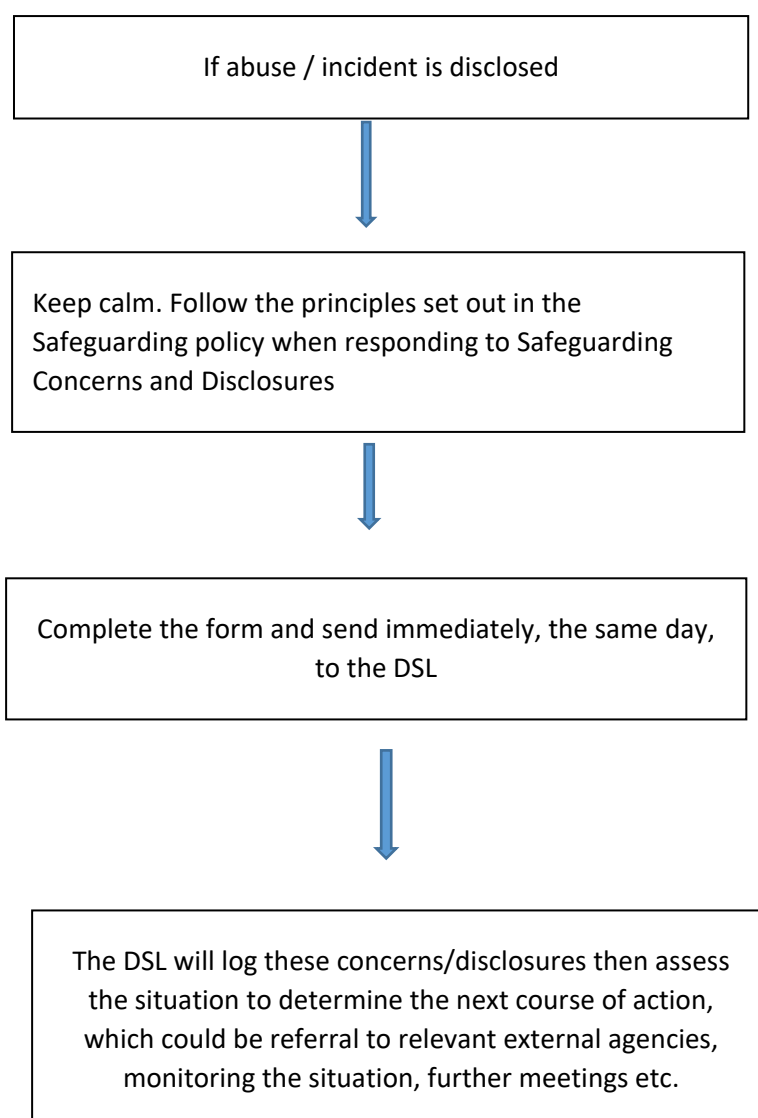 If abuse / incident is disclosed
Keep calm. Follow the principles set out in the
Safeguarding policy when responding to Safeguarding
Concerns and Disclosures
Complete the form and send immediately, the same day,
to the DSL
The DSL will log these concerns/disclosures then assess
the situation to determine the next course of action,
which could be referral to relevant external agencies,
monitoring the situation, further meetings etc.